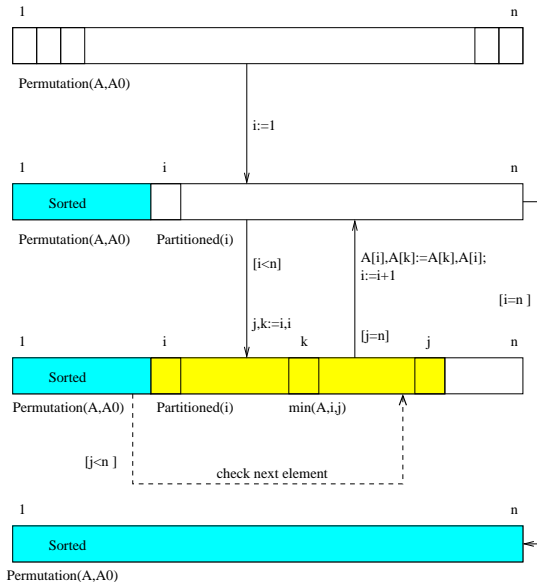 1 n
Permutation(A,A0)
i:=1
1 i n
Sorted
Permutation(A,A0) Partitioned(i)
[i<n]
A[i],A[k]:=A[k],A[i];
i:=i+1
[i=n ]
j,k:=i,i
[j=n]
1 i k j n
Sorted
Permutation(A,A0) Partitioned(i) min(A,i,j)
[j<n ]
check next element
1 n
Sorted
Permutation(A,A0)